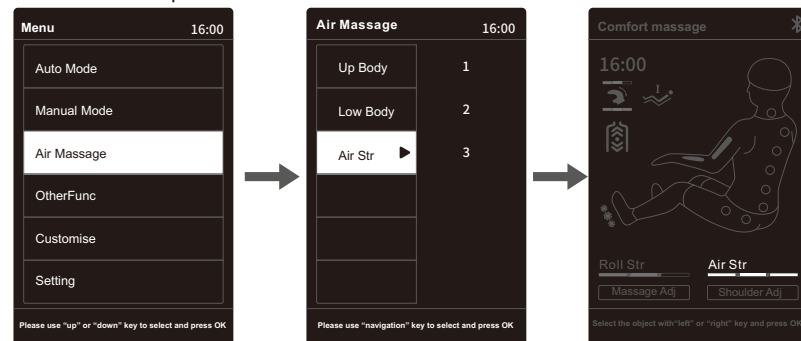 Menu 16:00
Auto Mode
Manual Mode
Air Massage
OtherFunc
Customise
Setting
Please use “up” or “down” key to select and press OK
Air Massage 16:00
Up Body 1
Low Body 2
Air Str 3
Please use “navigation” key to select and press OK
Comfort massage
16:00
I
Roll Str Air Str
Massage Adj Shoulder Adj
Select the object with“left” or “right” key and press OK